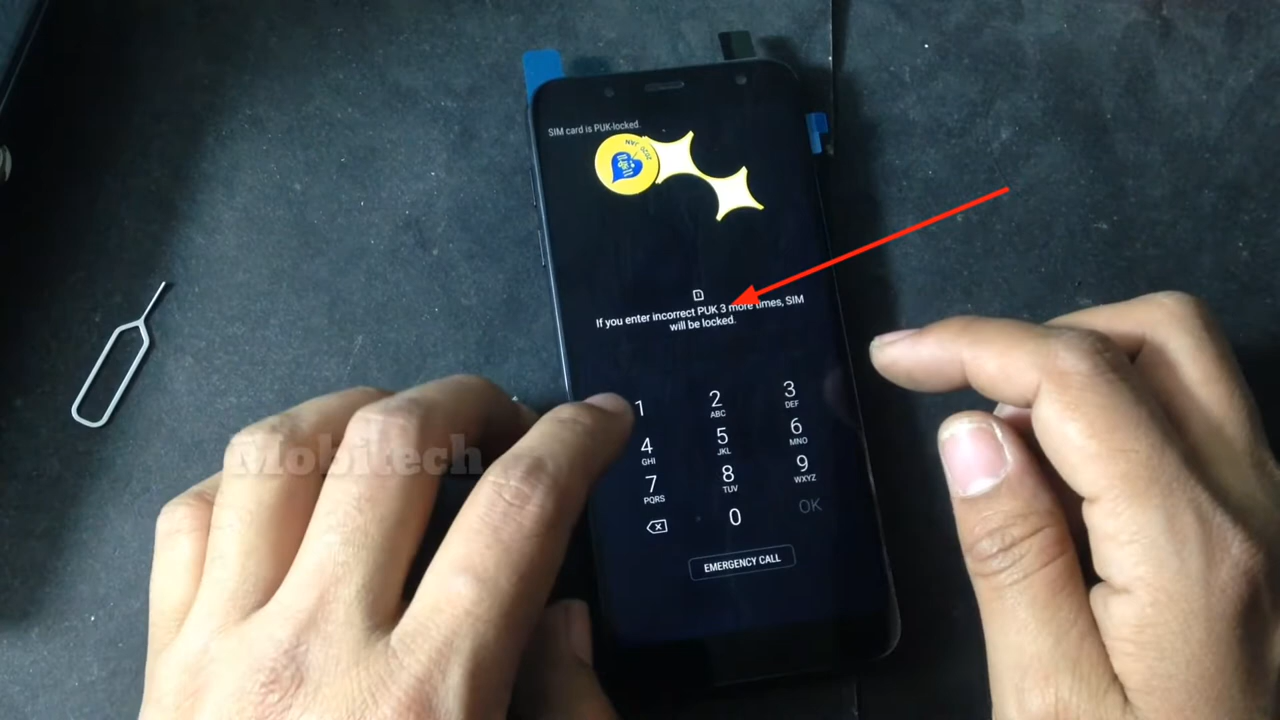 SIM card is PUK-locked.
2020 JAN
If you enter incorrect PUK 3 more times, SIM
will be locked.
Mobitech
1
2
ABC
3
DEF
4
GHI
5
JKL
6
MNO
7
PQRS
8
TUV
9
WXYZ
0
OK
EMERGENCY CALL